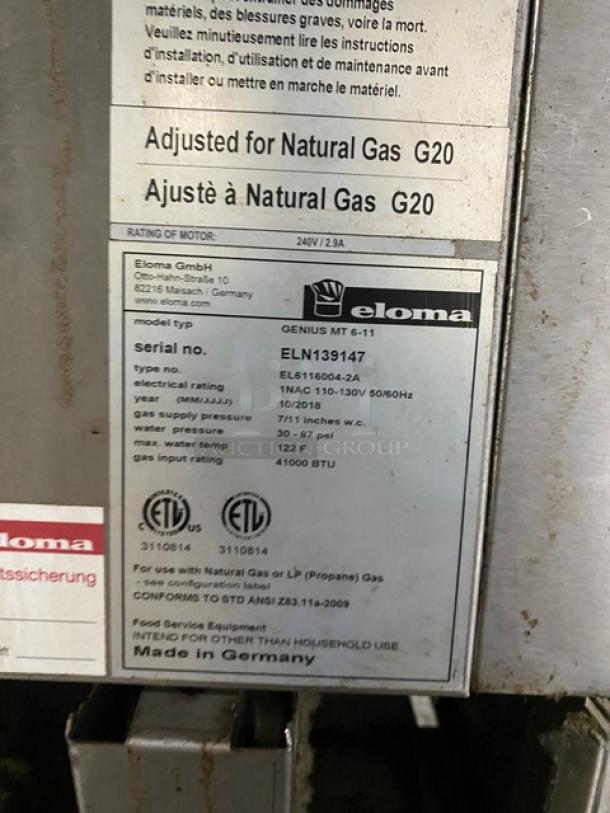 matériels, des blessures graves, voire la mort.
Veuillez minutieusement lire les instructions
d'installation, d'utilisation et de maintenance avant
d'installer ou mettre en marche le matériel.
Adjusted for Natural Gas G20
Ajustè à Natural Gas G20
RATING OF MOTOR: 240V / 2.9A
Eloma GmbH
Otto-Hahn-Straße 10
82216 Maisach / Germany
www.eloma.com
eloma
model typ GENIUS MT 6-11
serial no. ELN139147
type no. EL6116004-2A
electrical rating 1NAC 110-130V 50/60Hz
year (MM/JJJJ) 10/2018
gas supply pressure 7/11 inches w.c.
water pressure 30 - 87 psi
max. water temp 122 F
gas input rating 41000 BTU
AUCTION GROUP
C ETL US ETL
3110814 3110814
For use with Natural Gas or LP (Propane) Gas
- see configuration label
CONFORMS TO STD ANSI Z83.11a-2009
Food Service Equipment
INTEND FOR OTHER THAN HOUSEHOLD USE
Made in Germany
loma
tssicherung